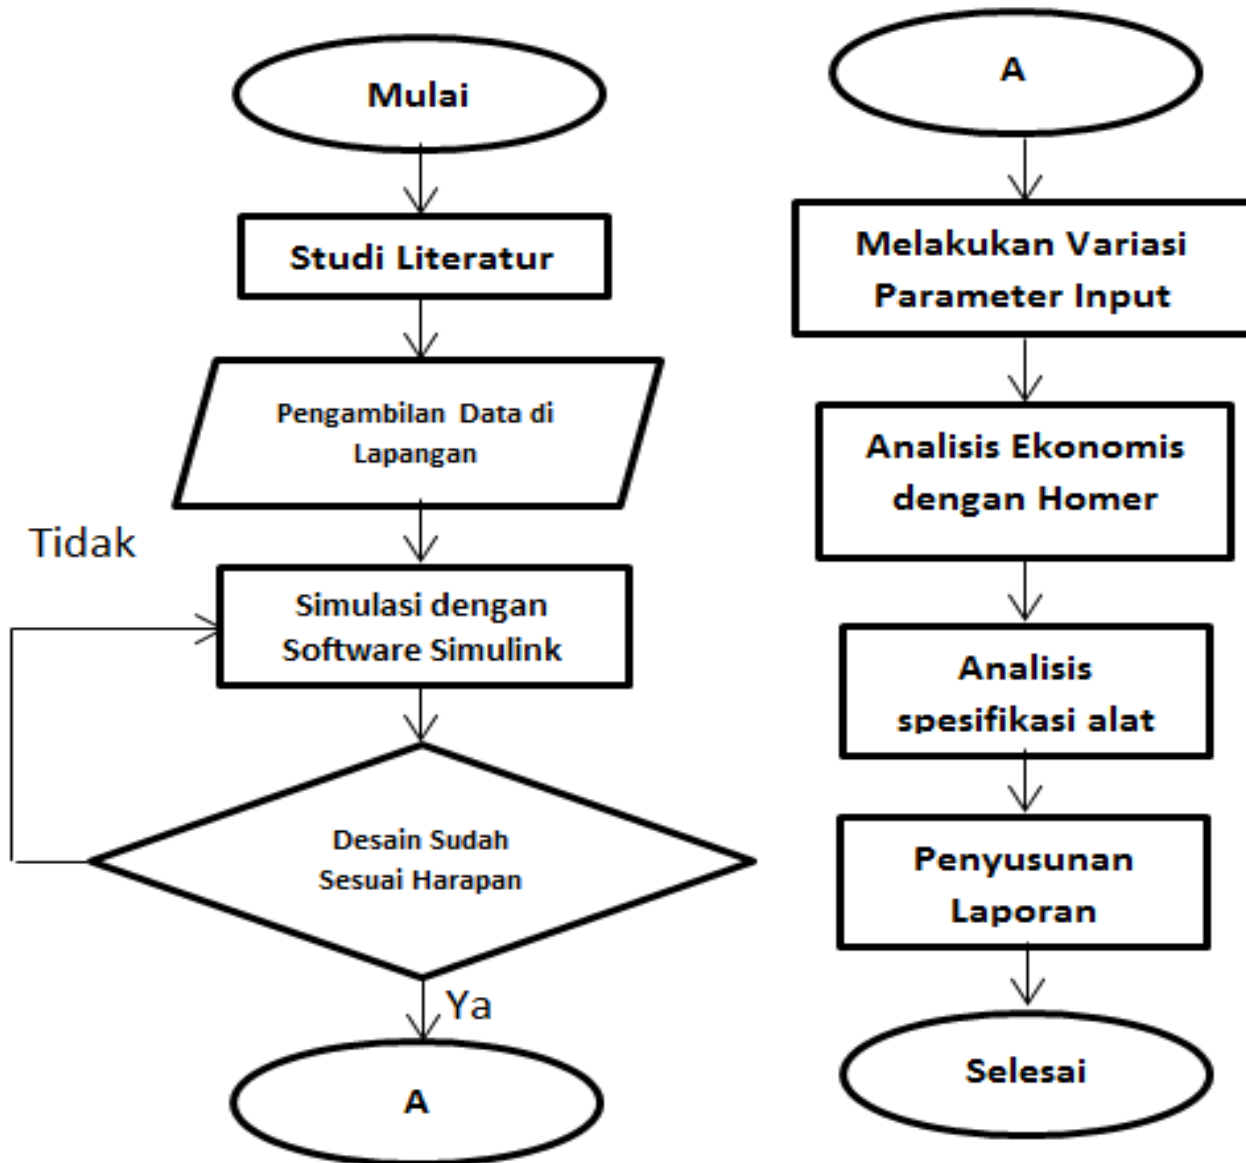 Mulai
Studi Literatur
Pengambilan Data di
Lapangan
Tidak
Simulasi dengan
Software Simulink
Desain Sudah
Sesuai Harapan
Ya
A
A
Melakukan Variasi
Parameter Input
Analisis Ekonomis
dengan Homer
Analisis
spesifikasi alat
Penyusunan
Laporan
Selesai